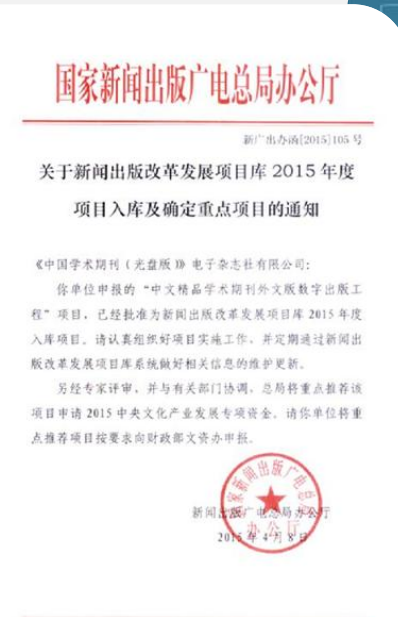 国家新闻出版广电总局办公厅
新广出办函[2015]105号
关于新闻出版改革发展项目库2015年度
项目入库及确定重点项目的通知
《中国学术期刊(光盘版)》电子杂志社有限公司:
你单位申报的“中文精品学术期刊外文版数字出版工
程”项目，已经批准为新闻出版改革发展项目库2015年度
入库项目。请认真组织好项目实施工作，并定期通过新闻出
版改革发展项目库系统做好相关信息的维护更新。
另经专家评审，并与有关部门协调，总局将重点推荐该
项目申请2015中央文化产业发展专项资金。请你单位将重
点推荐项目按要求向财政部文资办申报。
国家新闻出版广电总局
办公厅
新闻出版广电总局办公厅
2015年4月8日